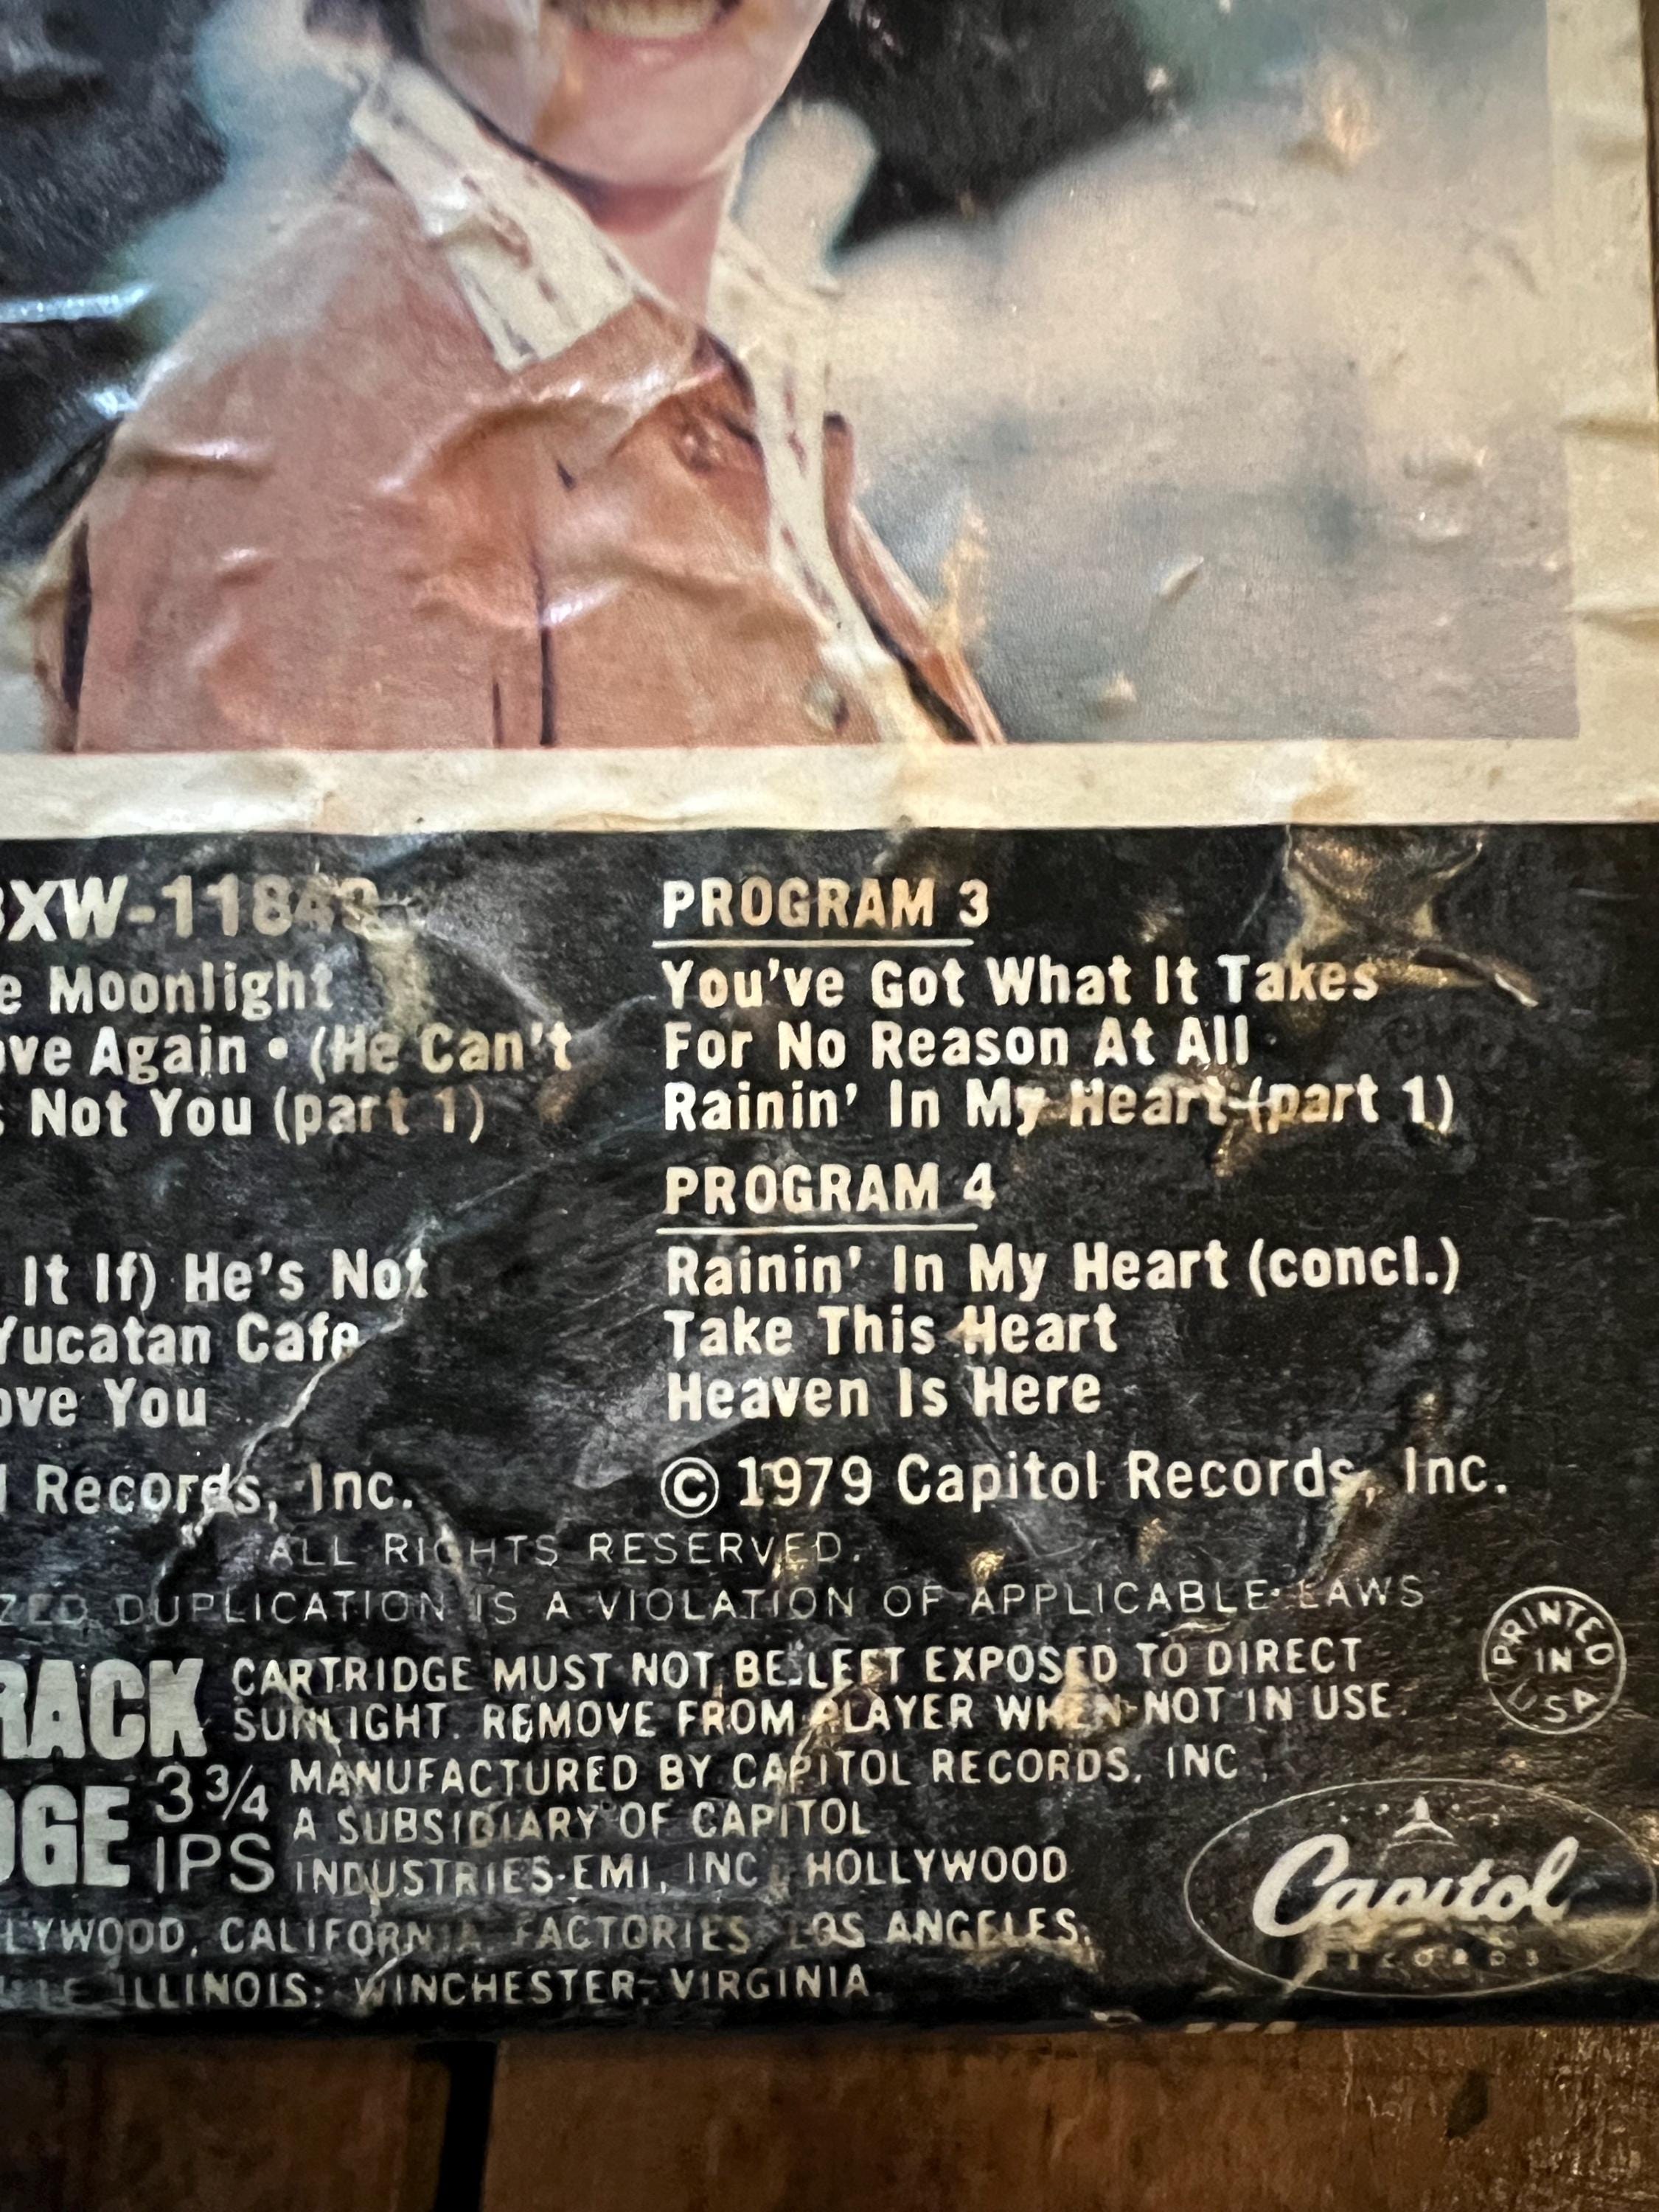 XW-118
Moonlight
Again • (He Can't
Not You (part 1)
It If) He's Not
Yucatan Cafe
You
Records, Inc.
PROGRAM 3
You've Got What It Takes
For No Reason At All
Rainin' In My Heart (part 1)
PROGRAM 4
Rainin' In My Heart (concl.)
Take This Heart
Heaven Is Here
© 1979 Capitol Records, Inc.
ALL RIGHTS RESERVED.
DUPLICATION IS A VIOLATION OF APPLICABLE LAWS
RACK
CARTRIDGE MUST NOT BE LEFT EXPOSED TO DIRECT
SUNLIGHT. REMOVE FROM PLAYER WHEN NOT IN USE.
PRINTED
IN
USA
DGE 3 3/4
IPS
MANUFACTURED BY CAPITOL RECORDS, INC.
A SUBSIDIARY OF CAPITOL
INDUSTRIES-EMI, INC., HOLLYWOOD
LYWOOD, CALIFORNIA FACTORIES LOS ANGELES,
ILLINOIS; WINCHESTER, VIRGINIA
Capitol
RECORDS